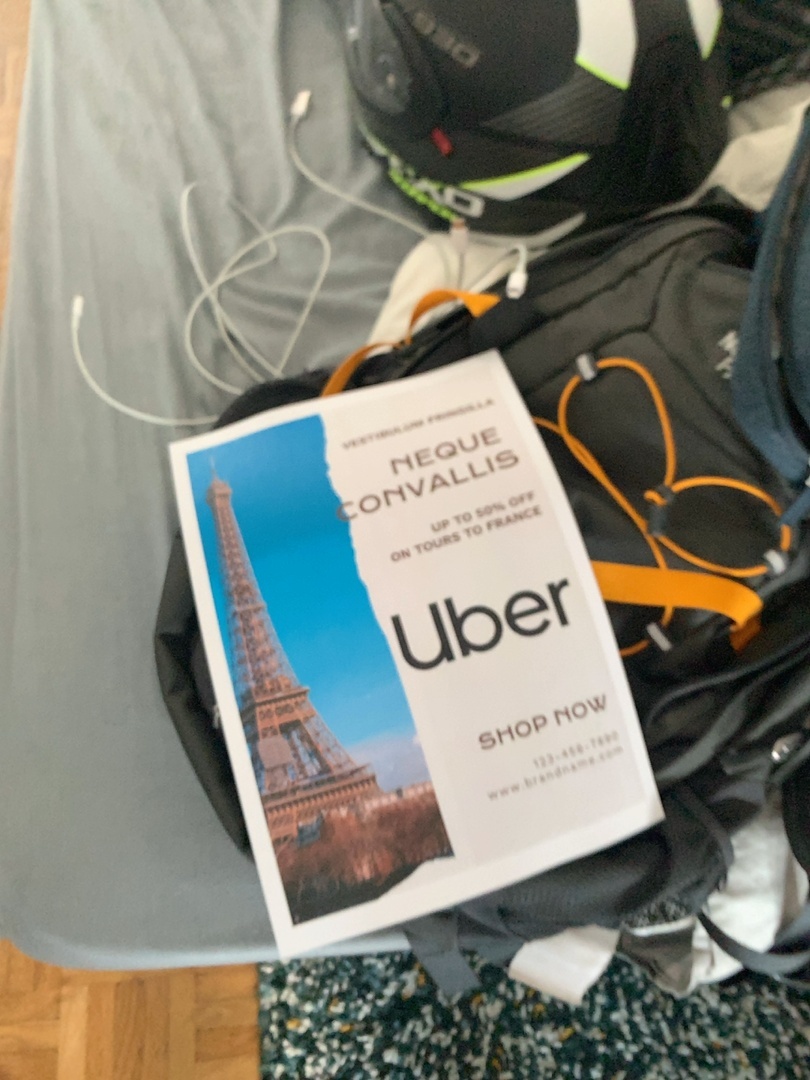 VESTIBULUM FRINGILLA
NEQUE
CONVALLIS
UP TO 50% OFF
ON TOURS TO FRANCE
Uber
SHOP NOW
123-456-7890
www.brandname.com